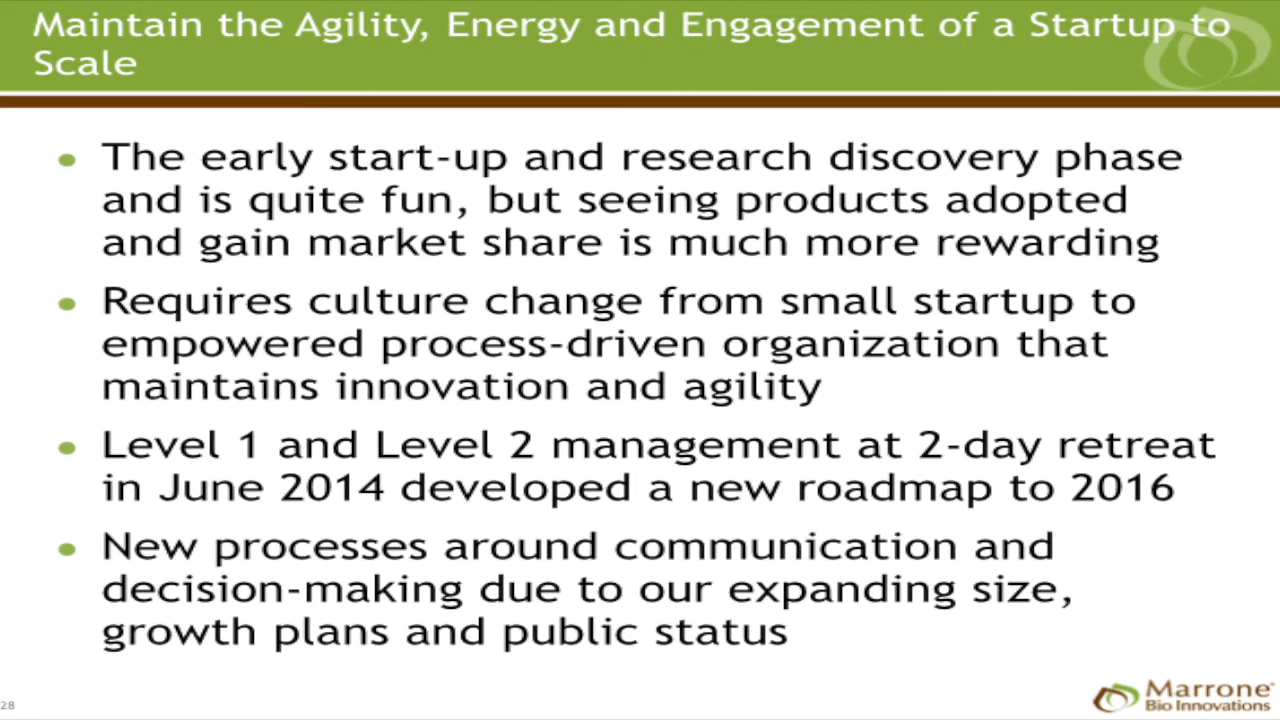 Maintain the Agility, Energy and Engagement of a Startup to
Scale
• The early start-up and research discovery phase
and is quite fun, but seeing products adopted
and gain market share is much more rewarding
• Requires culture change from small startup to
empowered process-driven organization that
maintains innovation and agility
• Level 1 and Level 2 management at 2-day retreat
in June 2014 developed a new roadmap to 2016
• New processes around communication and
decision-making due to our expanding size,
growth plans and public status
28
Marrone®
Bio Innovations